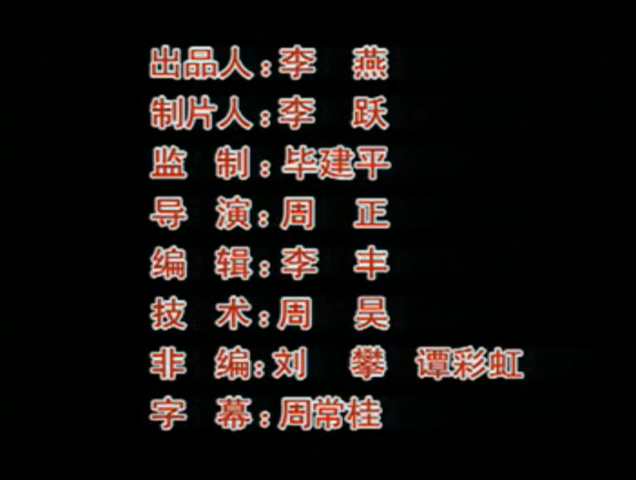 出品人:李 燕
制片人:李 跃
监 制:毕建平
导 演:周 正
编 辑:李 丰
技 术:周 昊
非 编:刘 攀 谭彩虹
字 幕:周常桂